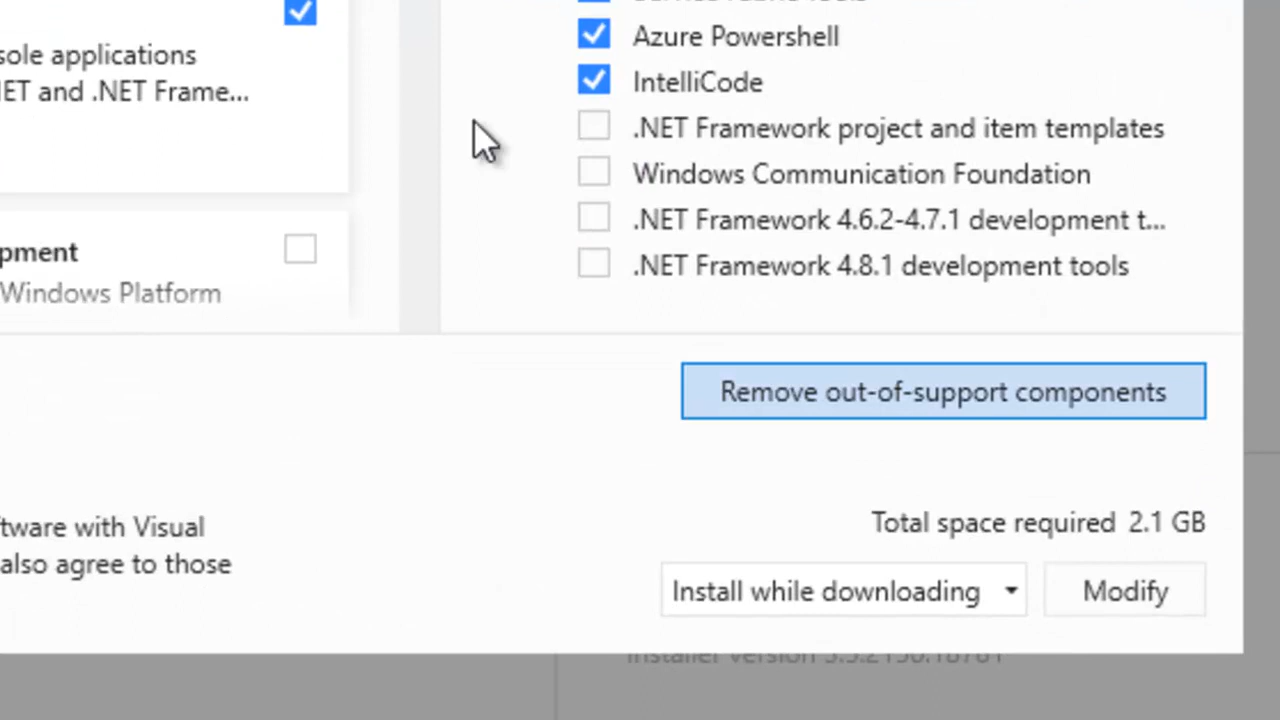 sole applications
ET and .NET Frame...
pment
Windows Platform
Azure Powershell
IntelliCode
.NET Framework project and item templates
Windows Communication Foundation
.NET Framework 4.6.2-4.7.1 development t...
.NET Framework 4.8.1 development tools
Remove out-of-support components
tware with Visual
also agree to those
Total space required 2.1 GB
Install while downloading
Modify